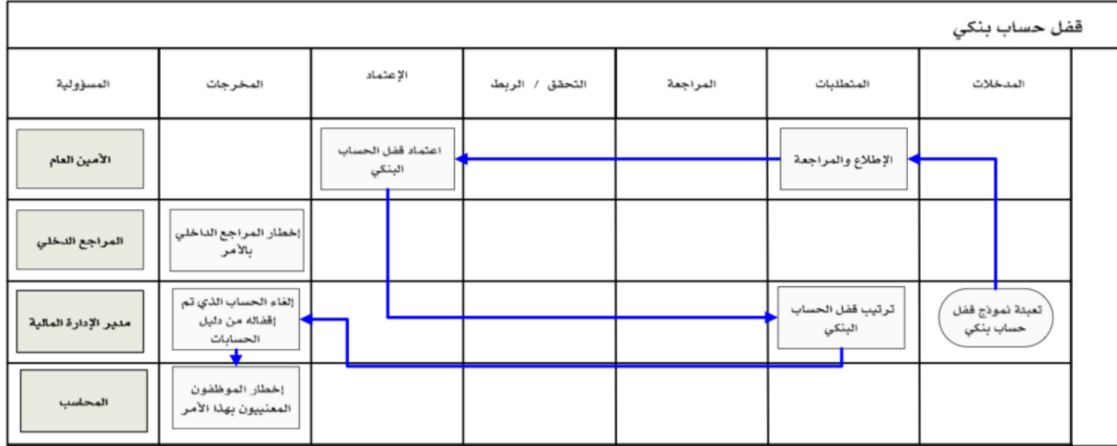 قفل حساب بنكي
المدخلات
المتطلبات
المراجعة
التحقق / الربط
الإعتماد
المخرجات
المسؤولية
الإطلاع والمراجعة
اعتماد قفل الحساب
البنكي
الأمين العام
إخطار المراجع الداخلي
بالأمر
المراجع الدخلي
تعبئة نموذج قفل
حساب بنكي
ترتيب قفل الحساب
البنكي
إلغاء الحساب الذي تم
إقفاله من دليل
الحسابات
مدير الإدارة المالية
إخطار الموظفون
المعنييون بهذا الأمر
المحاسب